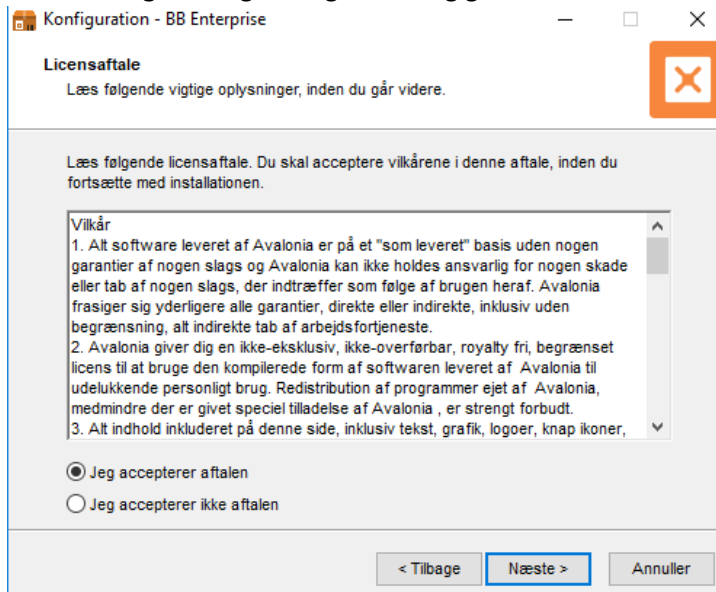 Konfiguration - BB Enterprise
Licensaftale
Læs følgende vigtige oplysninger, inden du går videre.
Læs følgende licensaftale. Du skal acceptere vilkårene i denne aftale, inden du
fortsætte med installationen.
Vilkår
1. Alt software leveret af Avalonia er på et "som leveret" basis uden nogen
garantier af nogen slags og Avalonia kan ikke holdes ansvarlig for nogen skade
eller tab af nogen slags, der indtræffer som følge af brugen heraf. Avalonia
frasiger sig yderligere alle garantier, direkte eller indirekte, inklusiv uden
begrænsning, alt indirekte tab af arbejdsfortjeneste.
2. Avalonia giver dig en ikke-eksklusiv, ikke-overførbar, royalty fri, begrænset
licens til at bruge den kompilerede form af softwaren leveret af  Avalonia til
udelukkende personligt brug. Redistribution af programmer ejet af  Avalonia,
medmindre der er givet speciel tilladelse af Avalonia , er strengt forbudt.
3. Alt indhold inkluderet på denne side, inklusiv tekst, grafik, logoer, knap ikoner,
Jeg accepterer aftalen
Jeg accepterer ikke aftalen
< Tilbage Næste > Annuller